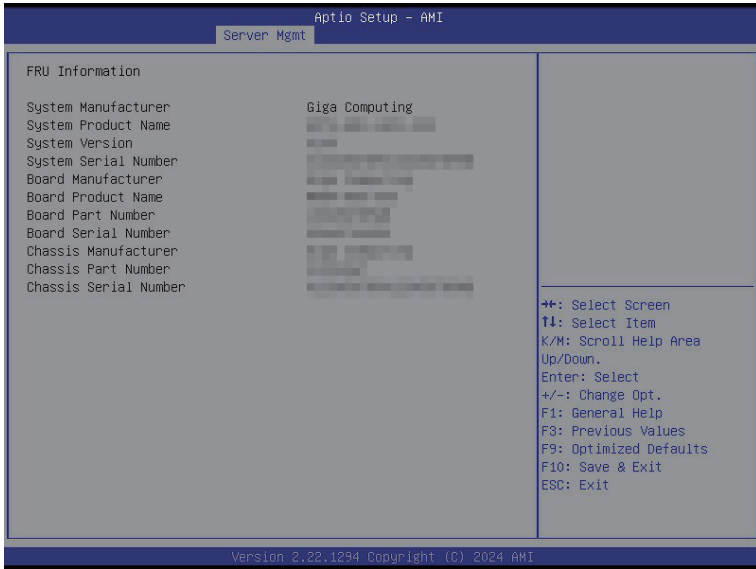 Aptio Setup – AMI
Server Mgmt
FRU Information
System Manufacturer Giga Computing
System Product Name
System Version
System Serial Number
Board Manufacturer
Board Product Name
Board Part Number
Board Serial Number
Chassis Manufacturer
Chassis Part Number
Chassis Serial Number
→←: Select Screen
↑↓: Select Item
K/M: Scroll Help Area
Up/Down.
Enter: Select
+/-: Change Opt.
F1: General Help
F3: Previous Values
F9: Optimized Defaults
F10: Save & Exit
ESC: Exit
Version 2.22.1294 Copyright (C) 2024 AMI